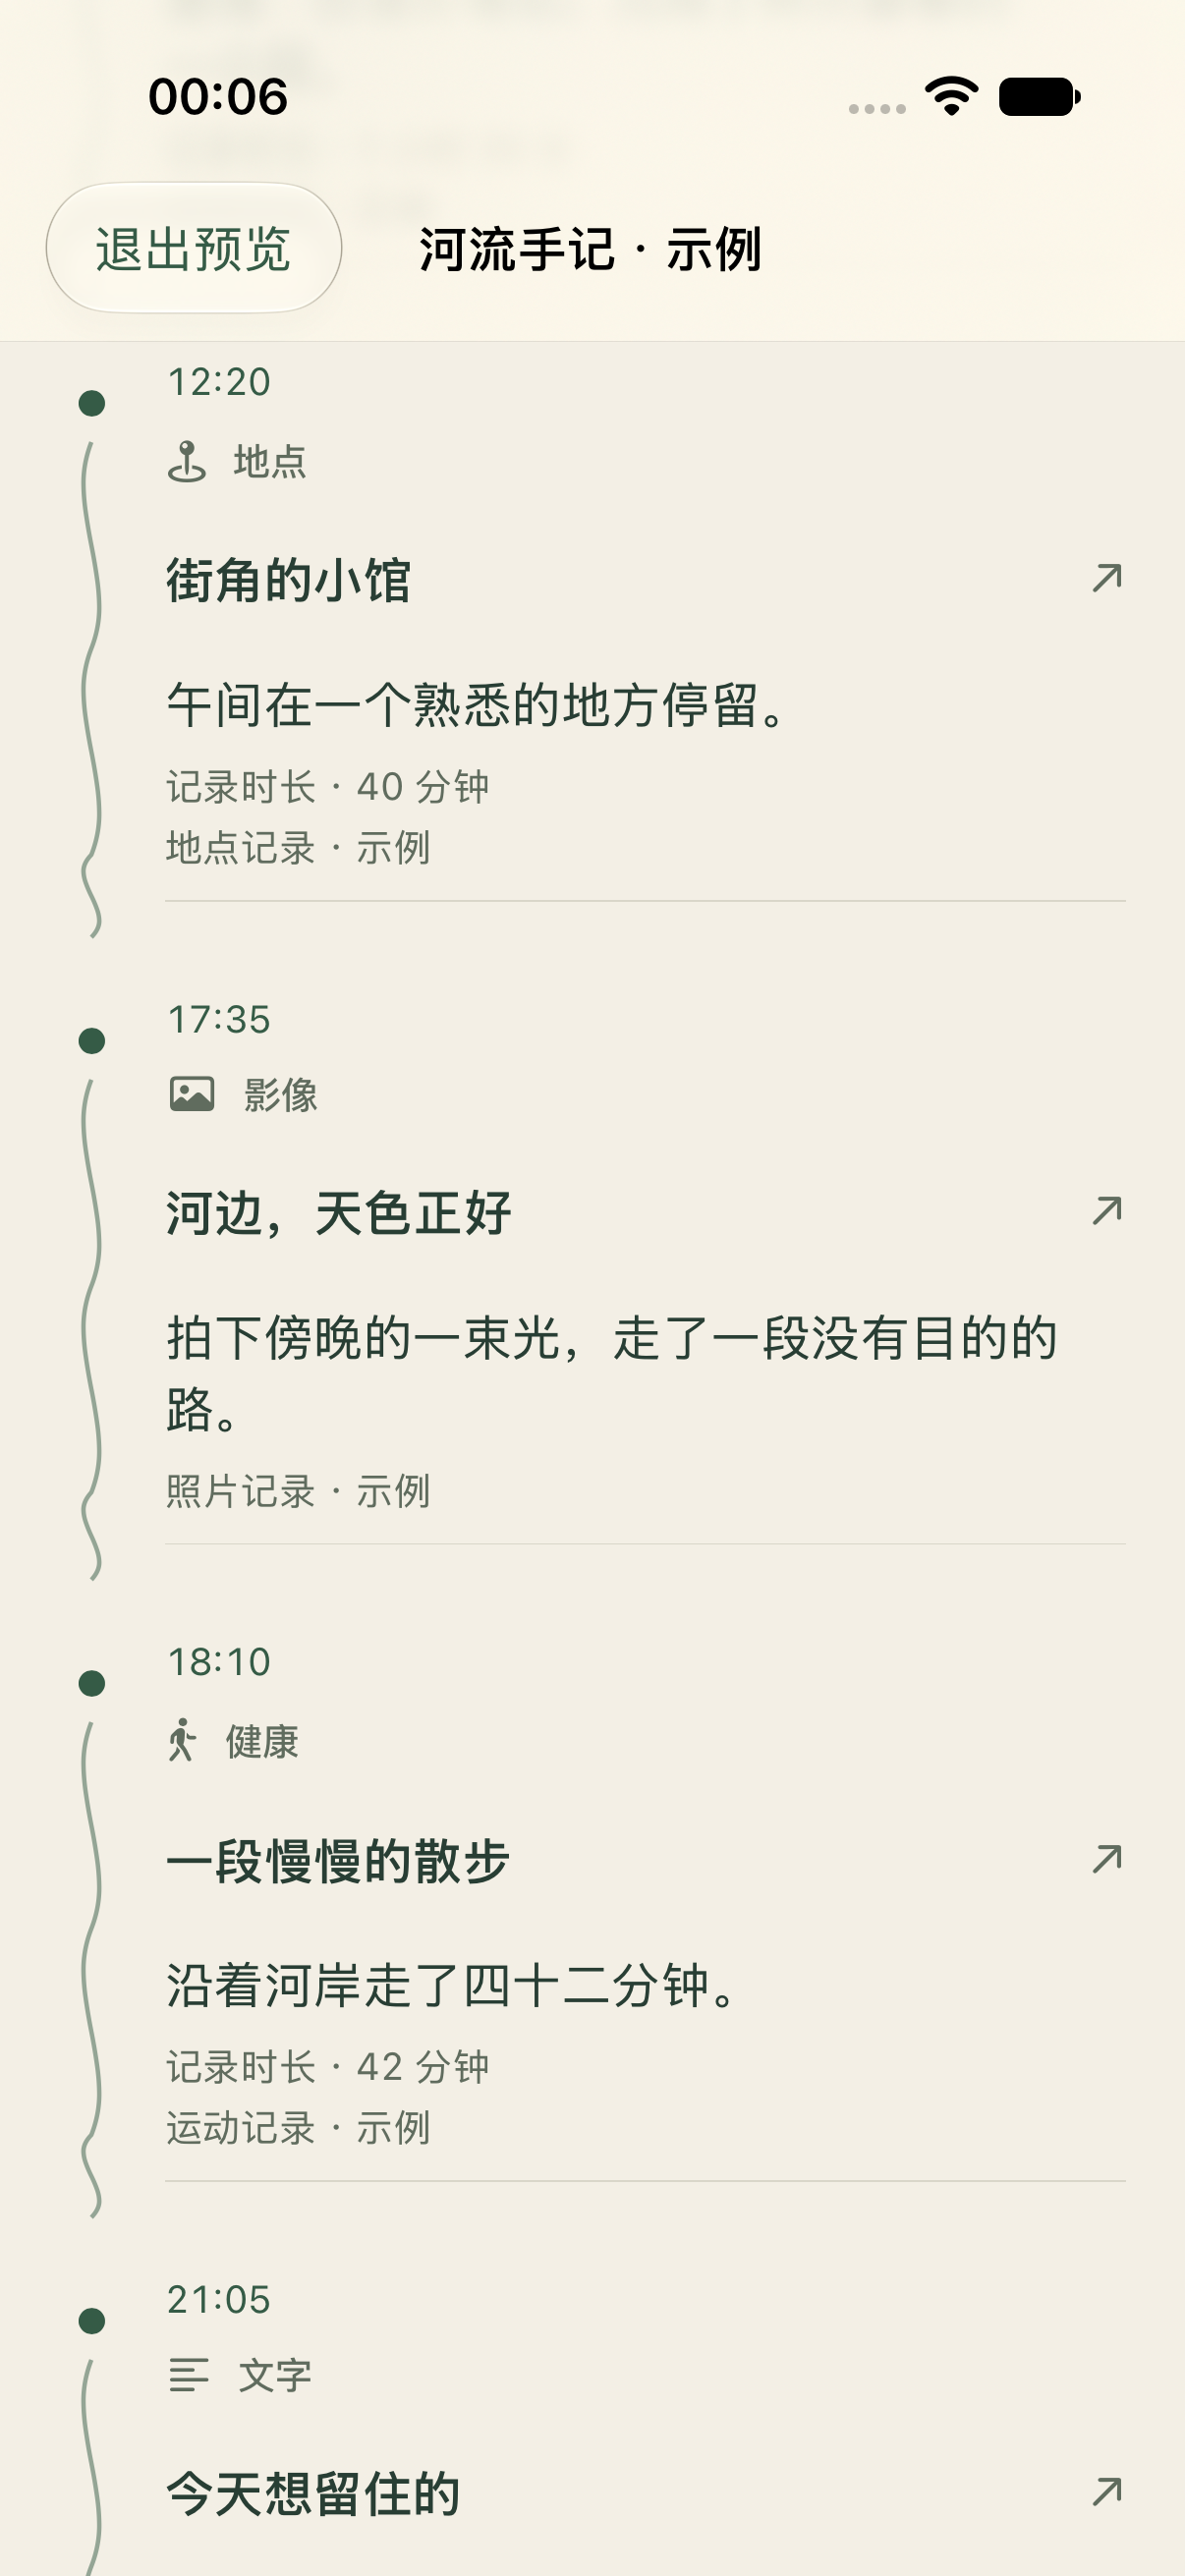 00:06
退出预览
河流手记 · 示例
12:20
地点
街角的小馆
午间在一个熟悉的地方停留。
记录时长 · 40 分钟
地点记录 · 示例
17:35
影像
河边，天色正好
拍下傍晚的一束光，走了一段没有目的的
路。
照片记录 · 示例
18:10
健康
一段慢慢的散步
沿着河岸走了四十二分钟。
记录时长 · 42 分钟
运动记录 · 示例
21:05
文字
今天想留住的